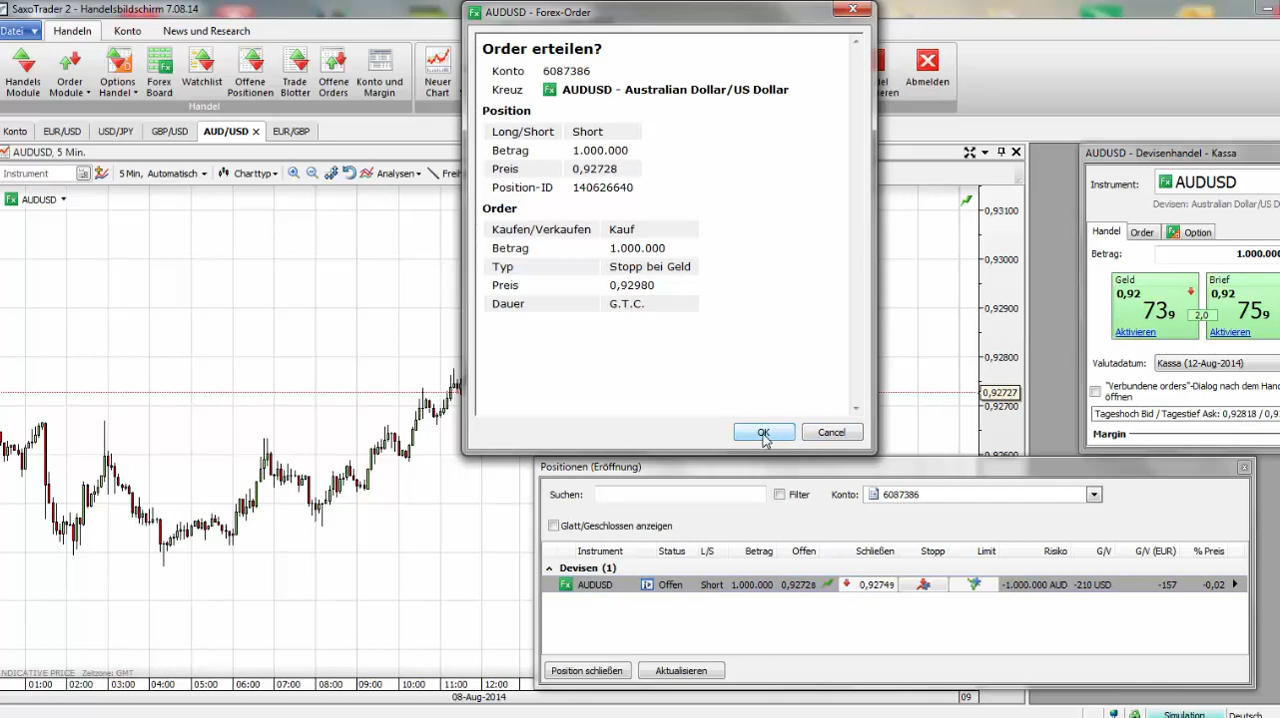 SaxoTrader 2 - Handelsbildschirm 7.08.14
Datei
Handeln
Konto
News und Research
Handels Module
Order Module
Options Handel
Forex Board
Watchlist
Offene Positionen
Trade Blotter
Offene Orders
Konto und Margin
Neuer Chart
Abmelden
Handel
Konto
EUR/USD
USD/JPY
GBP/USD
AUD/USD
EUR/GBP
AUDUSD, 5 Min.
Instrument
5 Min, Automatisch
Charttyp
Analysen
AUDUSD
0,93100
0,93000
0,92900
0,92800
0,92727
0,92700
0,92600
INDICATIVE PRICE
Zeitzone: GMT
01:00 02:00 03:00 04:00 05:00 06:00 07:00 08:00 09:00 10:00 11:00 12:00
08-Aug-2014
09
AUDUSD - Forex-Order
Order erteilen?
Konto 6087386
Kreuz AUDUSD - Australian Dollar/US Dollar
Position
Long/Short Short
Betrag 1.000.000
Preis 0,92728
Position-ID 140626640
Order
Kaufen/Verkaufen Kauf
Betrag 1.000.000
Typ Stopp bei Geld
Preis 0,92980
Dauer G.T.C.
OK
Cancel
AUDUSD - Devisenhandel - Kassa
Instrument: AUDUSD
Devisen: Australian Dollar/US
Handel Order Option
Betrag: 1.000.000
Geld Brief
0,92 0,92
73 9 2,0 75 9
Aktivieren Aktivieren
Valutadatum: Kassa (12-Aug-2014)
"Verbundene orders"-Dialog nach dem Han
öffnen
Tageshoch Bid / Tagestief Ask: 0,92818 /
Margin
Positionen (Eröffnung)
Suchen: Filter Konto: 6087386
Glatt/Geschlossen anzeigen
Instrument Status L/S Betrag Offen Schließen Stopp Limit Risiko G/V G/V (EUR) % Preis
Devisen (1)
AUDUSD Offen Short 1.000.000 0,92728 0,92749 -1.000.000 AUD -210 USD -157 -0,02
Position schließen
Aktualisieren
Simulation
Deutsch